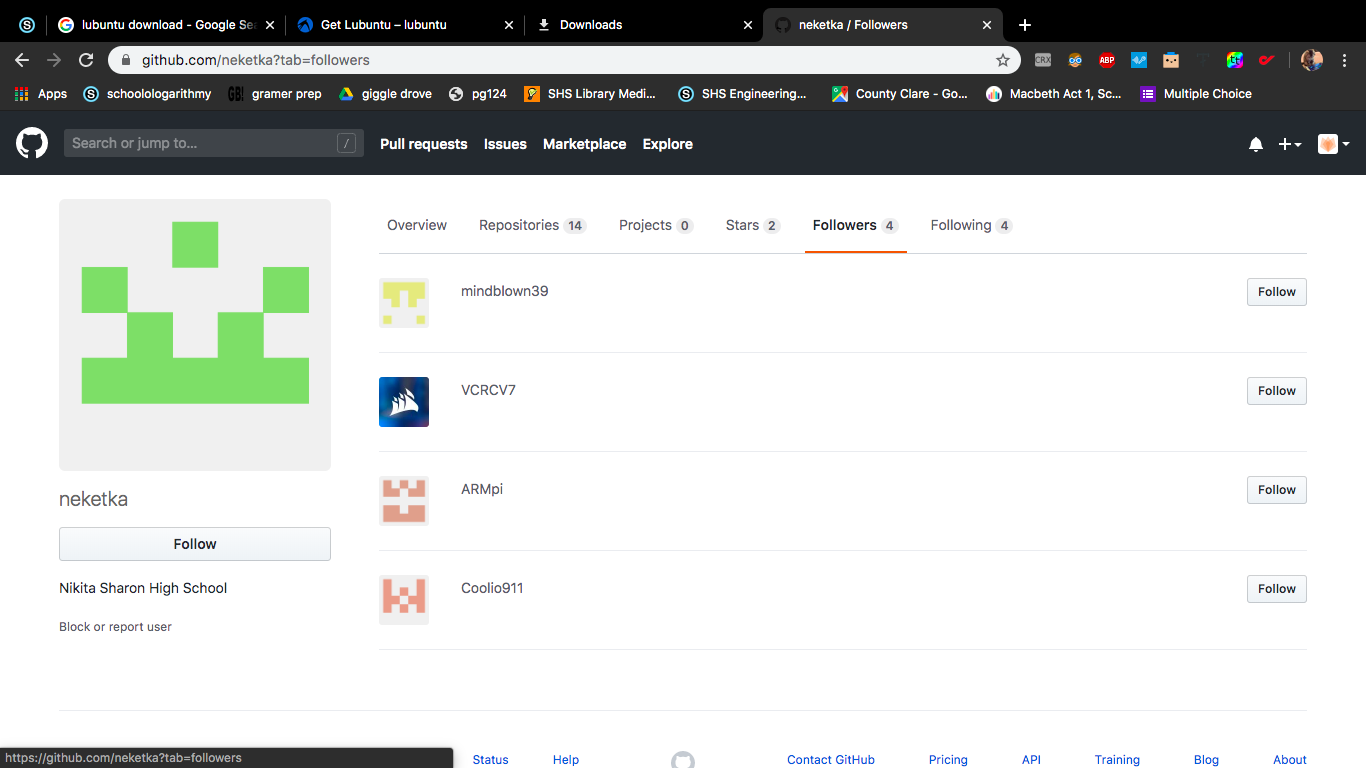 lubuntu download - Google Sea
Get Lubuntu – lubuntu
Downloads
neketka / Followers
github.com/neketka?tab=followers
CRX
ABP
Apps
schoolologarithmy
GB!
gramer prep
giggle drove
pg124
SHS Library Medi...
SHS Engineering...
County Clare - Go...
Macbeth Act 1, Sc...
Multiple Choice
Search or jump to...
/
Pull requests
Issues
Marketplace
Explore
Overview
Repositories 14
Projects 0
Stars 2
Followers 4
Following 4
mindblown39
Follow
VCRCV7
Follow
ARMpi
Follow
neketka
Follow
Nikita Sharon High School
Block or report user
Coolio911
Follow
https://github.com/neketka?tab=followers
Status
Help
Contact GitHub
Pricing
API
Training
Blog
About